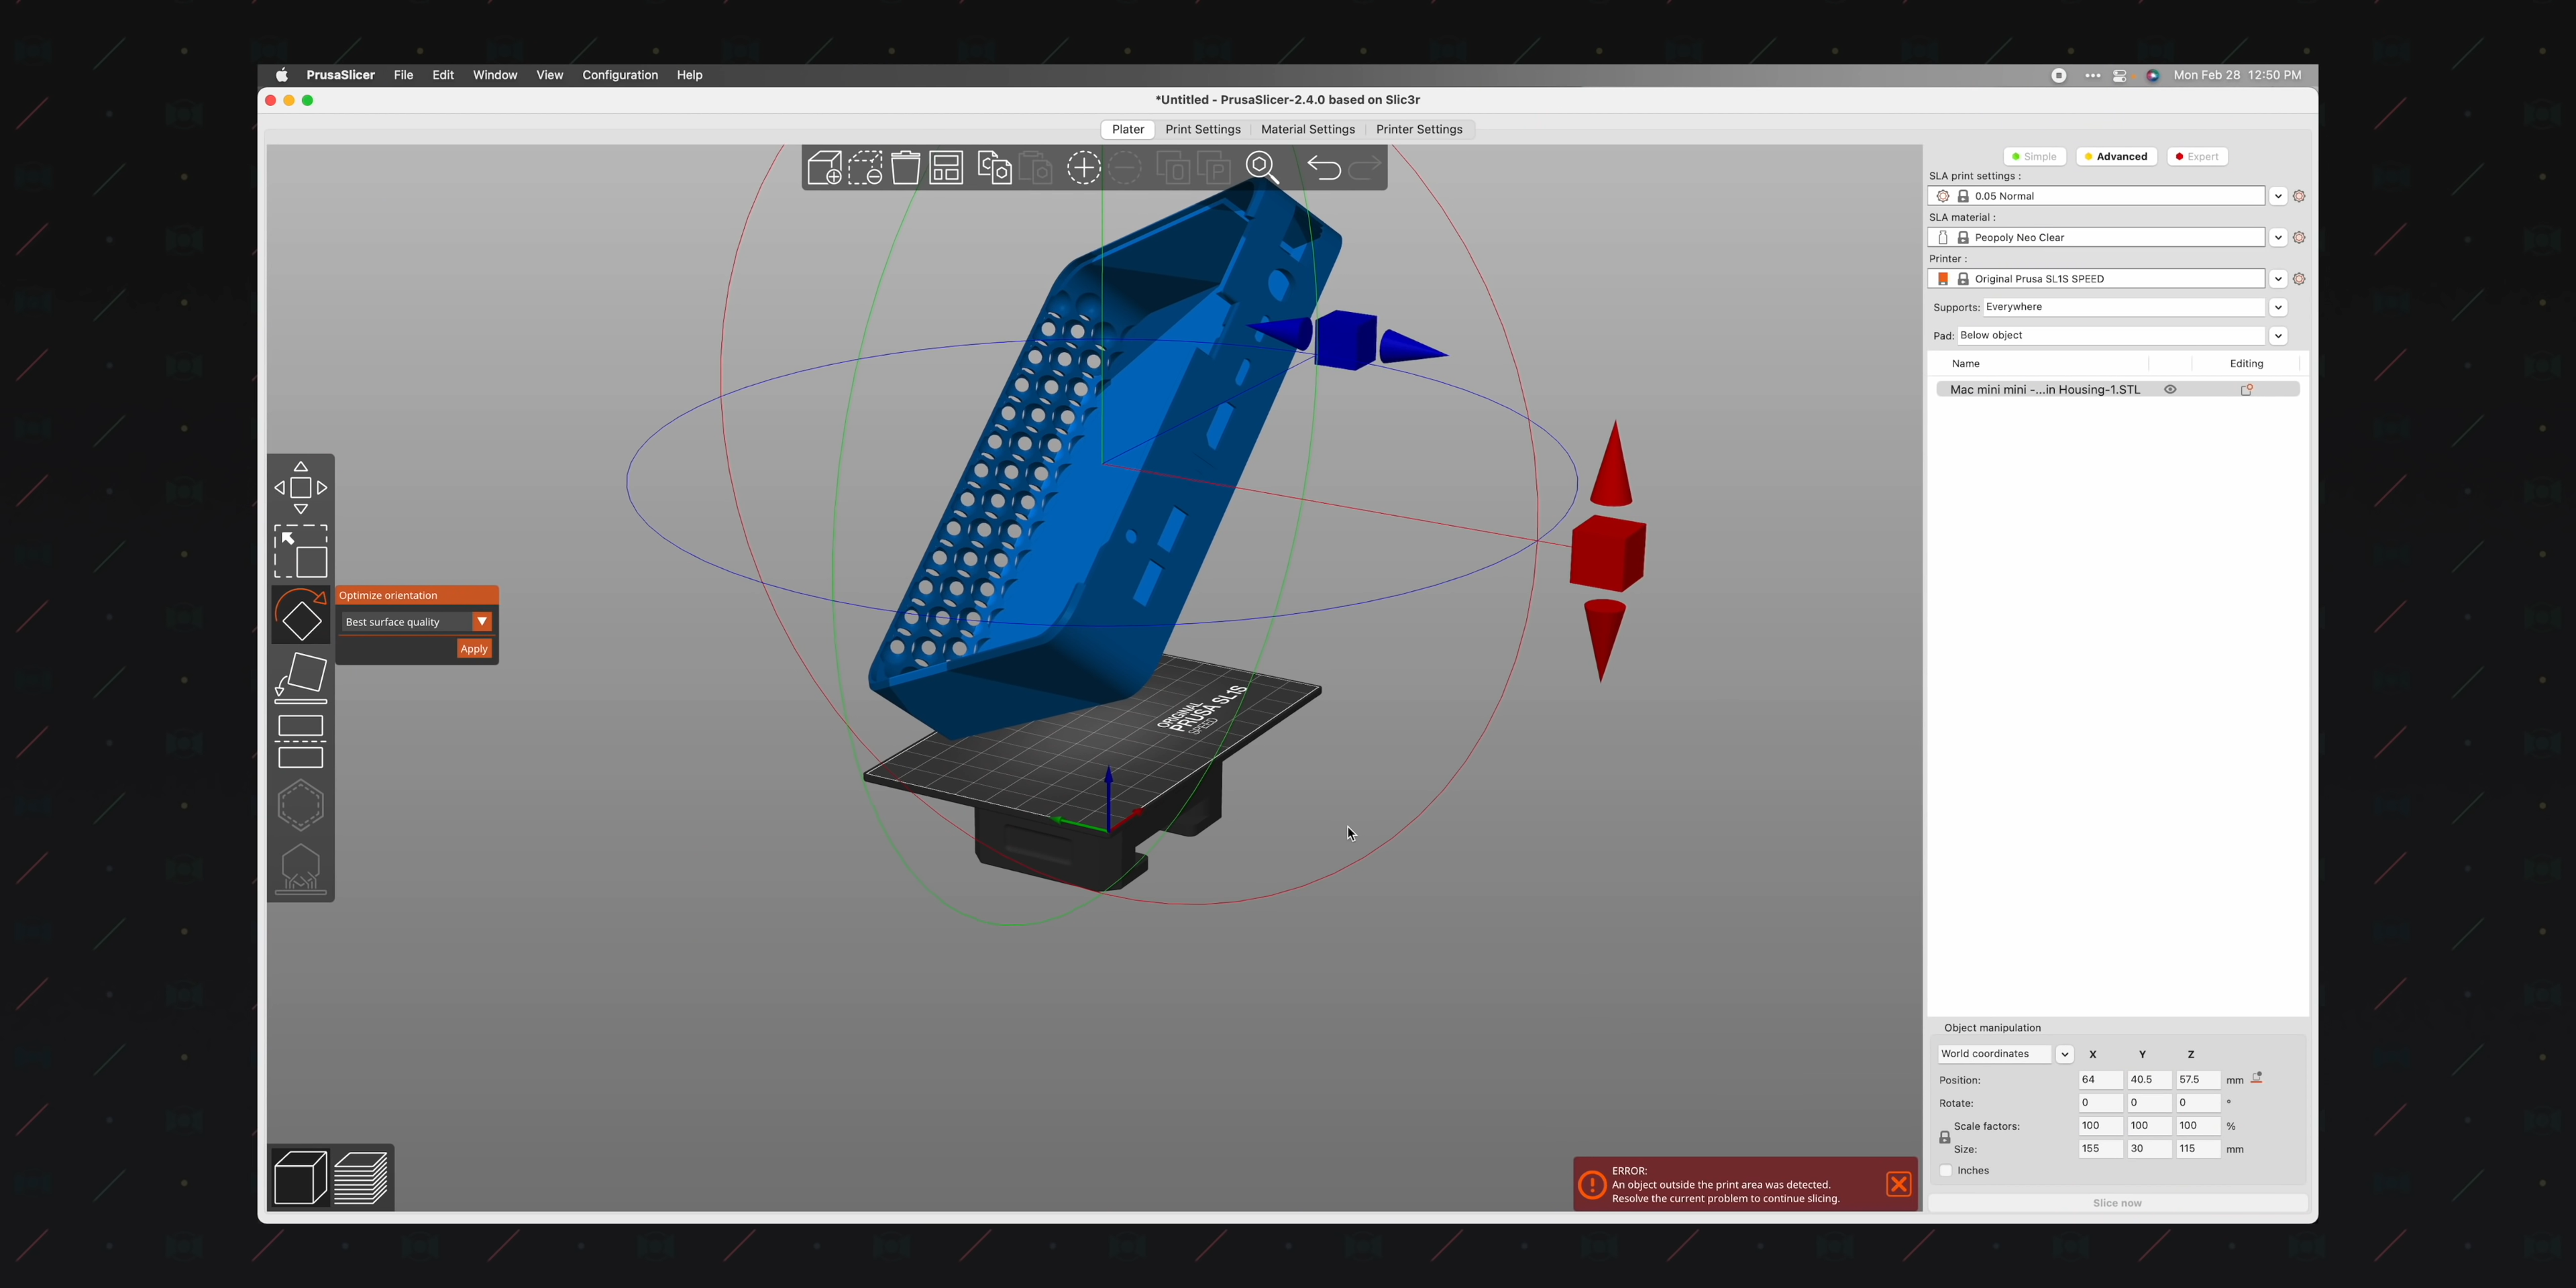 PrusaSlicer File Edit Window View Configuration Help
Mon Feb 28 12:50 PM
*Untitled - PrusaSlicer-2.4.0 based on Slic3r
Plater Print Settings Material Settings Printer Settings
Simple Advanced Expert
SLA print settings :
0.05 Normal
SLA material :
Peopoly Neo Clear
Printer :
Original Prusa SL1S SPEED
Supports: Everywhere
Pad: Below object
Name Editing
Mac mini mini -...in Housing-1.STL
Optimize orientation
Best surface quality
Apply
ORIGINAL
PRUSA SL1S
SPEED
Object manipulation
World coordinates X Y Z
Position: 64 40.5 57.5 mm
Rotate: 0 0 0 °
Scale factors: 100 100 100 %
Size: 155 30 115 mm
Inches
Slice now
ERROR:
An object outside the print area was detected.
Resolve the current problem to continue slicing.